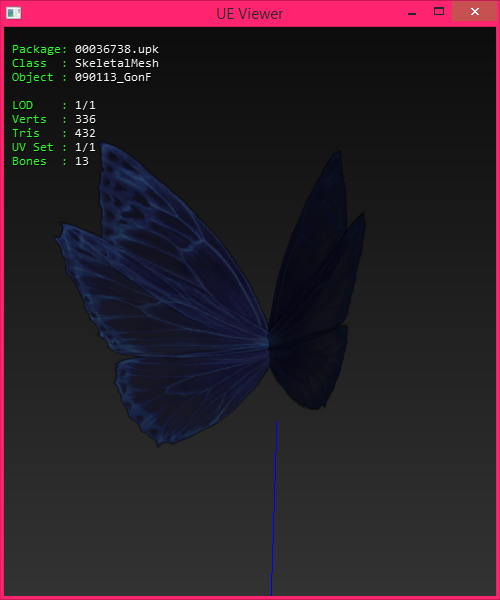 UE Viewer
Package: 00036738.upk
Class  : SkeletalMesh
Object : 090113_GonF
LOD    : 1/1
Verts  : 336
Tris   : 432
UV Set : 1/1
Bones  : 13